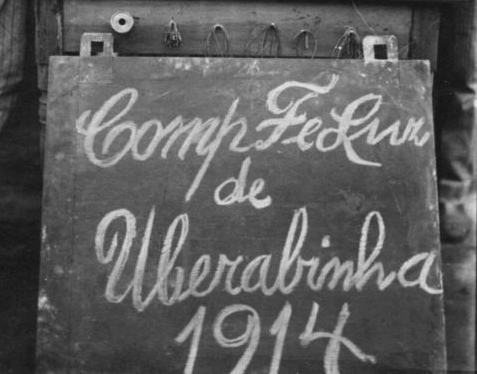 Comp Fe Luz
de
Uberabinha
1914